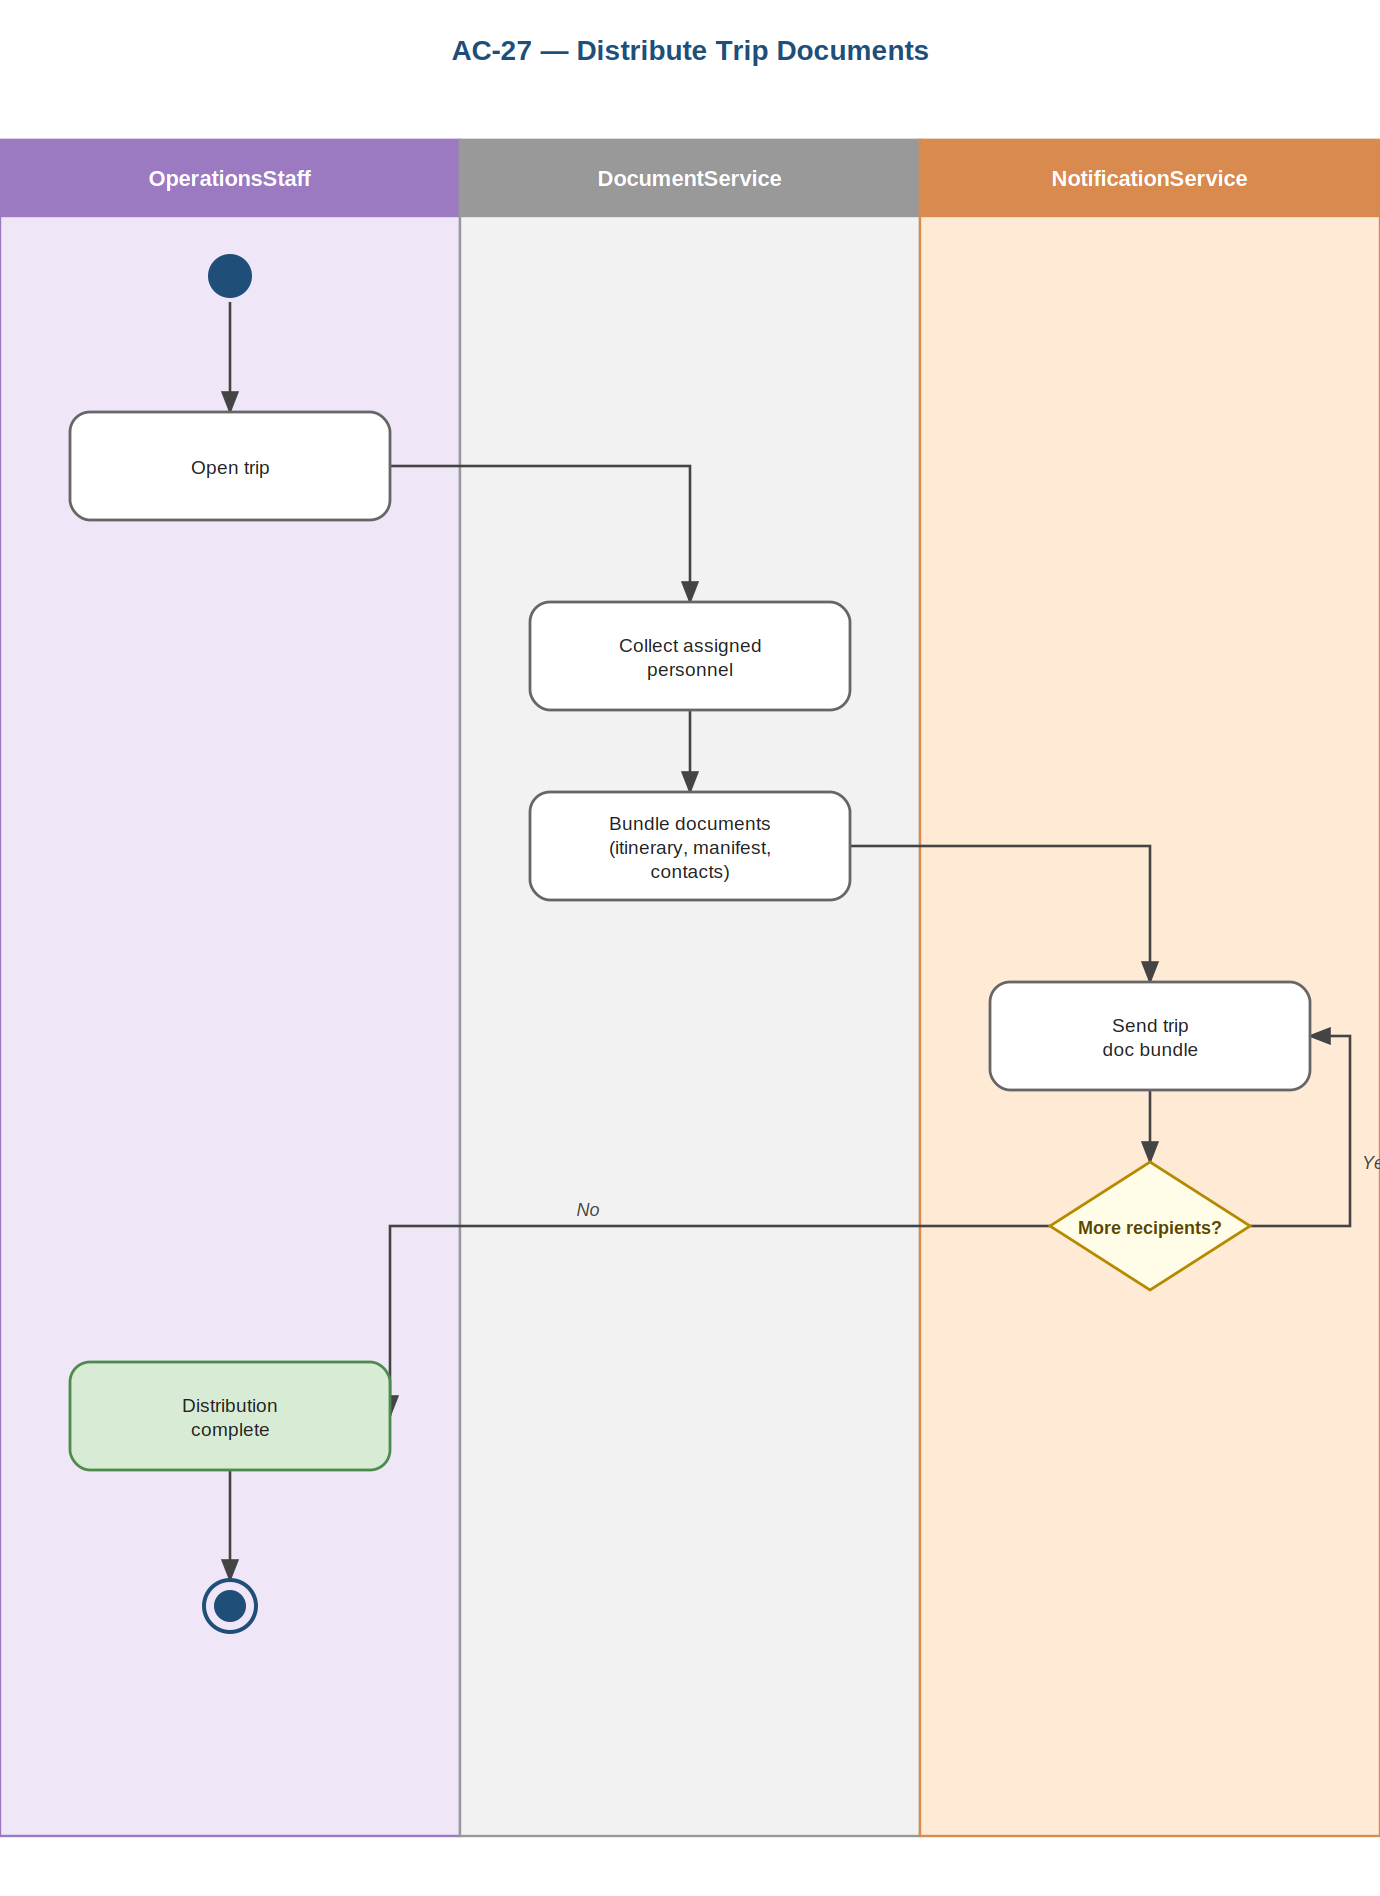 AC-27 — Distribute Trip Documents
OperationsStaff
DocumentService
NotificationService
Open trip
Collect assigned
personnel
Bundle documents
(itinerary, manifest,
contacts)
Send trip
doc bundle
Ye
No
More recipients?
Distribution
complete